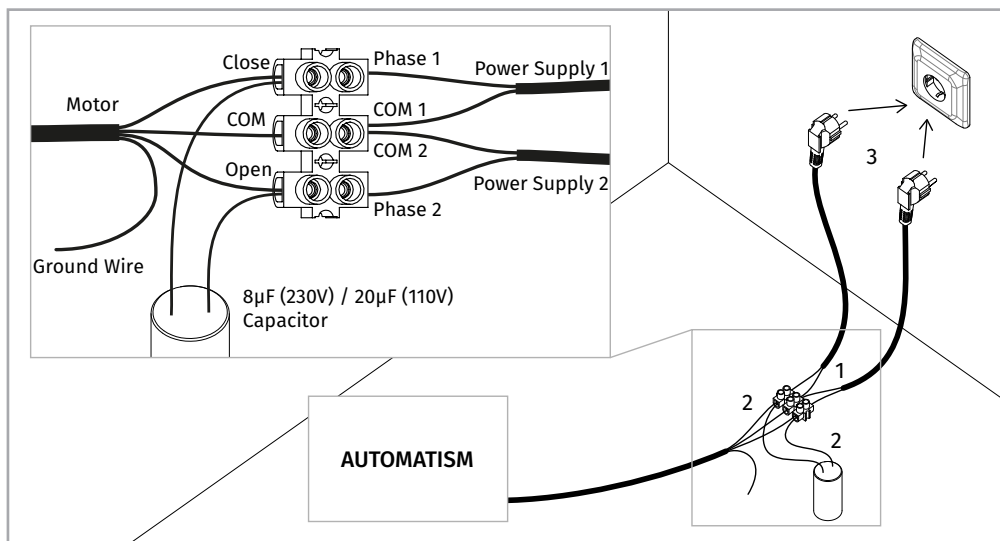 Close
Phase 1
Power Supply 1
Motor
COM
COM 1
COM 2
Open
Power Supply 2
Phase 2
Ground Wire
8µF (230V) / 20µF (110V)
Capacitor
3
1
2
2
AUTOMATISM